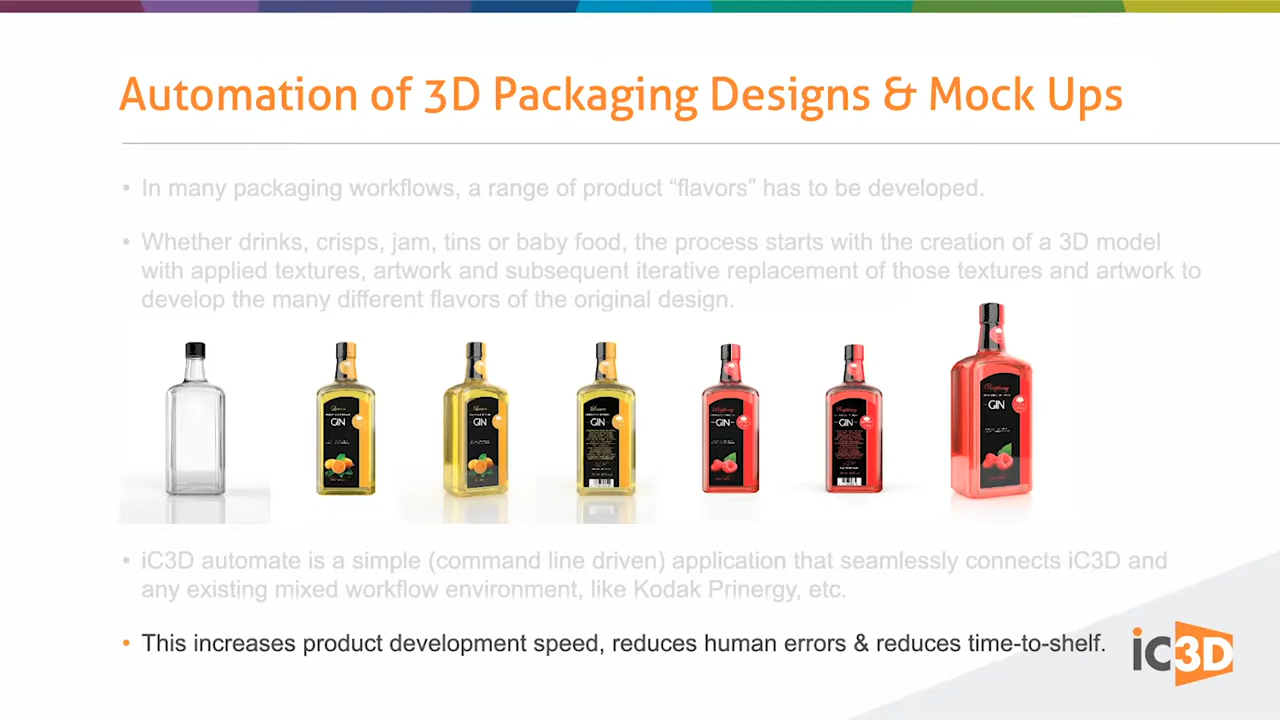 Automation of 3D Packaging Designs & Mock Ups
• In many packaging workflows, a range of product “flavors” has to be developed.
• Whether drinks, crisps, jam, tins or baby food, the process starts with the creation of a 3D model
with applied textures, artwork and subsequent iterative replacement of those textures and artwork to
develop the many different flavors of the original design.
GIN
GIN
GIN
Raspberry
GIN
Raspberry
GIN
Raspberry
GIN
• iC3D automate is a simple (command line driven) application that seamlessly connects iC3D and
any existing mixed workflow environment, like Kodak Prinergy, etc.
• This increases product development speed, reduces human errors & reduces time-to-shelf.
iC3D